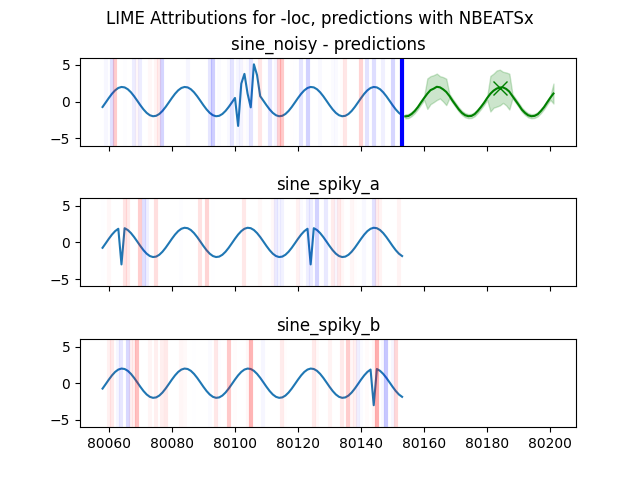 LIME Attributions for -loc, predictions with NBEATSx
sine_noisy - predictions
5
0
−5
sine_spiky_a
5
0
−5
sine_spiky_b
5
0
−5
80060 80080 80100 80120 80140 80160 80180 80200